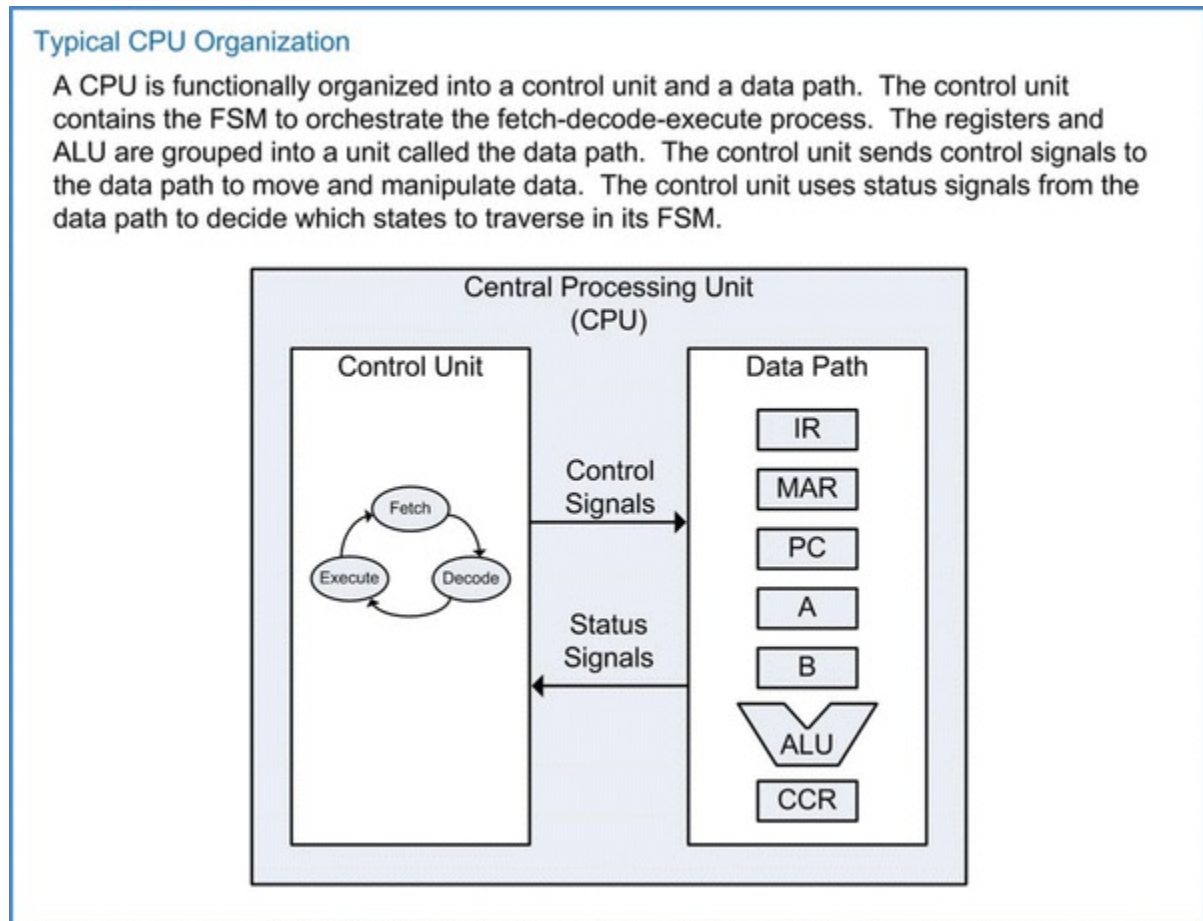 Typical CPU Organization
A CPU is functionally organized into a control unit and a data path. The control unit
contains the FSM to orchestrate the fetch-decode-execute process. The registers and
ALU are grouped into a unit called the data path. The control unit sends control signals to
the data path to move and manipulate data. The control unit uses status signals from the
data path to decide which states to traverse in its FSM.
Central Processing Unit
(CPU)
Control Unit
Fetch
Execute
Decode
Control
Signals
Status
Signals
Data Path
IR
MAR
PC
A
B
ALU
CCR